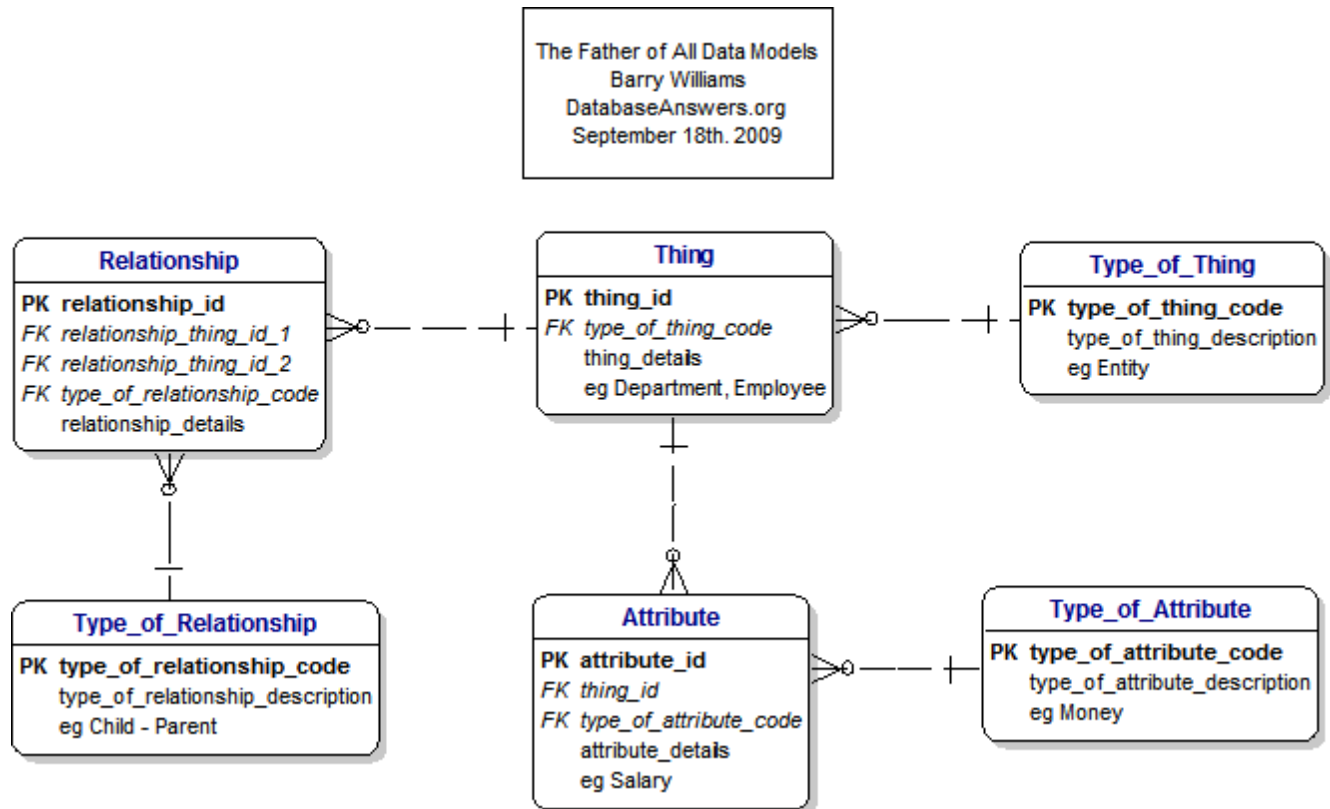 The Father of All Data Models
Barry Williams
DatabaseAnswers.org
September 18th. 2009
Relationship
PK relationship_id
FK relationship_thing_id_1
FK relationship_thing_id_2
FK type_of_relationship_code
relationship_details
Thing
PK thing_id
FK type_of_thing_code
thing_details
eg Department, Employee
Type_of_Thing
PK type_of_thing_code
type_of_thing_description
eg Entity
Type_of_Relationship
PK type_of_relationship_code
type_of_relationship_description
eg Child - Parent
Attribute
PK attribute_id
FK thing_id
FK type_of_attribute_code
attribute_details
eg Salary
Type_of_Attribute
PK type_of_attribute_code
type_of_attribute_description
eg Money